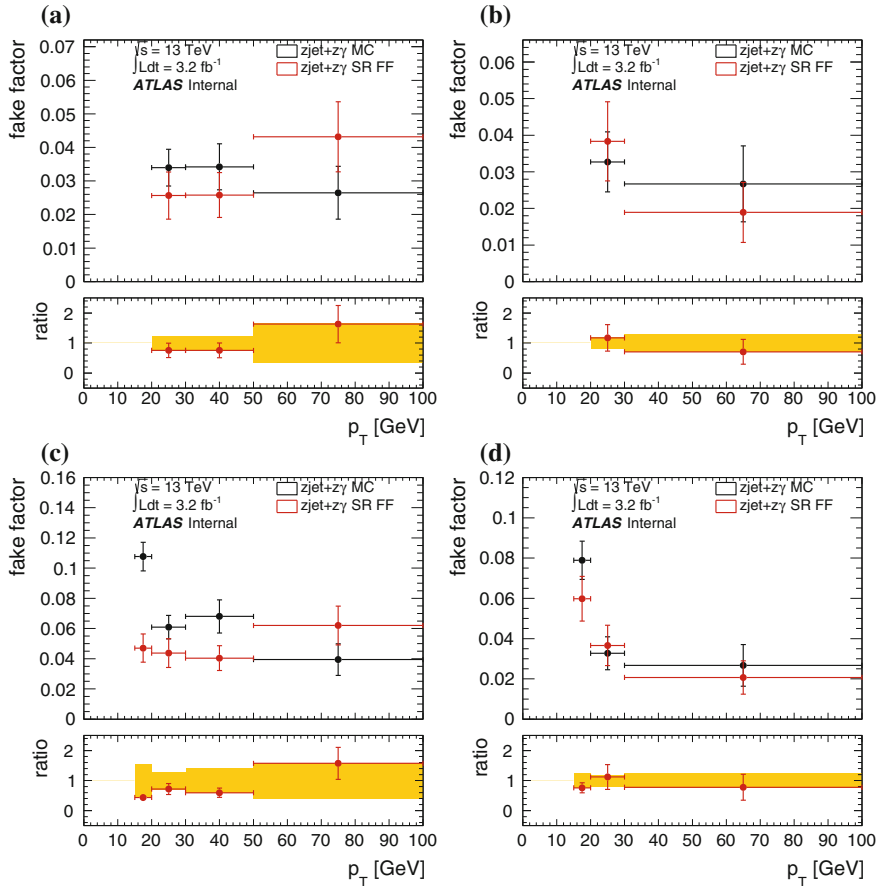 (a)
fake factor
0.07
0.06
0.05
0.04
0.03
0.02
0.01
0
√s = 13 TeV
∫Ldt = 3.2 fb⁻¹
ATLAS Internal
zjet+zγ MC
zjet+zγ SR FF
ratio
2
1
0
0 10 20 30 40 50 60 70 80 90 100
p_T [GeV]
(b)
fake factor
0.06
0.05
0.04
0.03
0.02
0.01
0
√s = 13 TeV
∫Ldt = 3.2 fb⁻¹
ATLAS Internal
zjet+zγ MC
zjet+zγ SR FF
ratio
2
1
0
0 10 20 30 40 50 60 70 80 90 100
p_T [GeV]
(c)
fake factor
0.16
0.14
0.12
0.1
0.08
0.06
0.04
0.02
0
√s = 13 TeV
∫Ldt = 3.2 fb⁻¹
ATLAS Internal
zjet+zγ MC
zjet+zγ SR FF
ratio
2
1
0
0 10 20 30 40 50 60 70 80 90 100
p_T [GeV]
(d)
fake factor
0.12
0.1
0.08
0.06
0.04
0.02
0
√s = 13 TeV
∫Ldt = 3.2 fb⁻¹
ATLAS Internal
zjet+zγ MC
zjet+zγ SR FF
ratio
2
1
0
0 10 20 30 40 50 60 70 80 90 100
p_T [GeV]